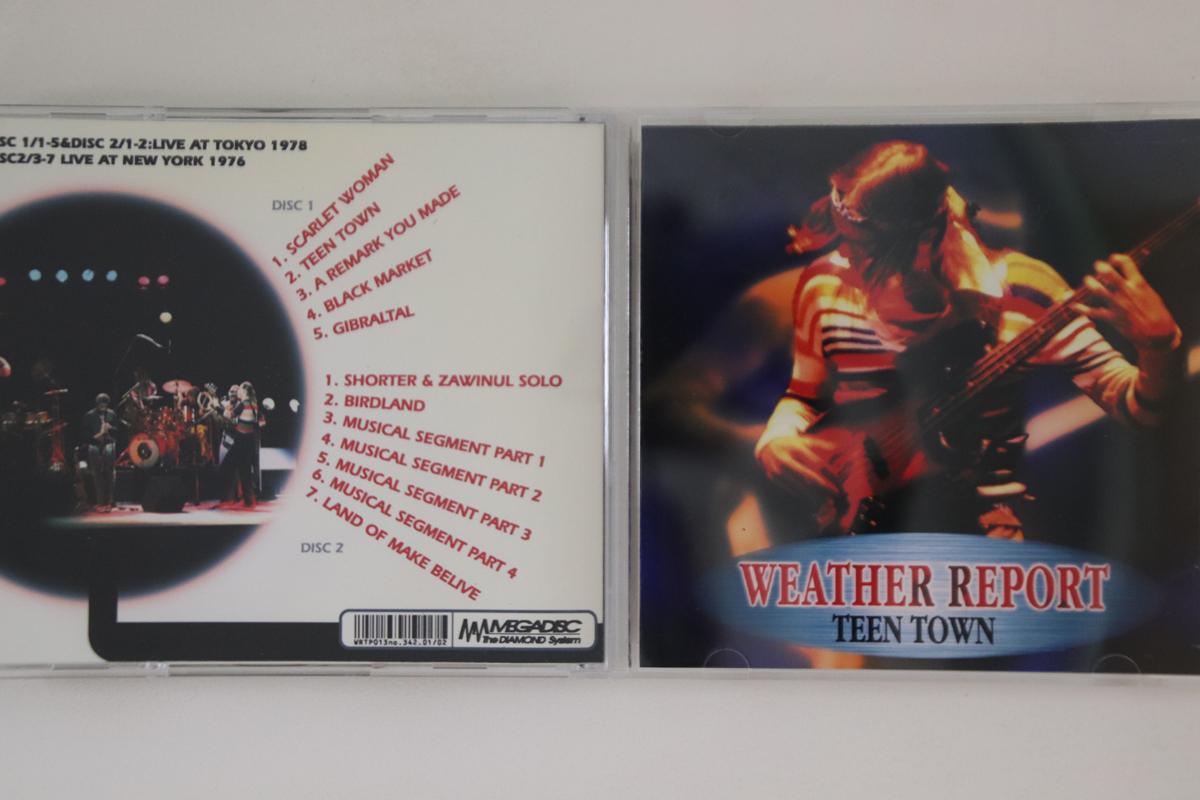 SC 1/1-5&DISC 2/1-2:LIVE AT TOKYO 1978
SC2/3-7 LIVE AT NEW YORK 1976
DISC 1
1. SCARLET WOMAN
2. TEEN TOWN
3. A REMARK YOU MADE
4. BLACK MARKET
5. GIBRALTAL
1. SHORTER & ZAWINUL SOLO
2. BIRDLAND
3. MUSICAL SEGMENT PART 1
4. MUSICAL SEGMENT PART 2
5. MUSICAL SEGMENT PART 3
6. MUSICAL SEGMENT PART 4
7. LAND OF MAKE BELIVE
DISC 2
WRTP013no.342.01/02
MEGADISC
The DIAMOND System
WEATHER REPORT
TEEN TOWN